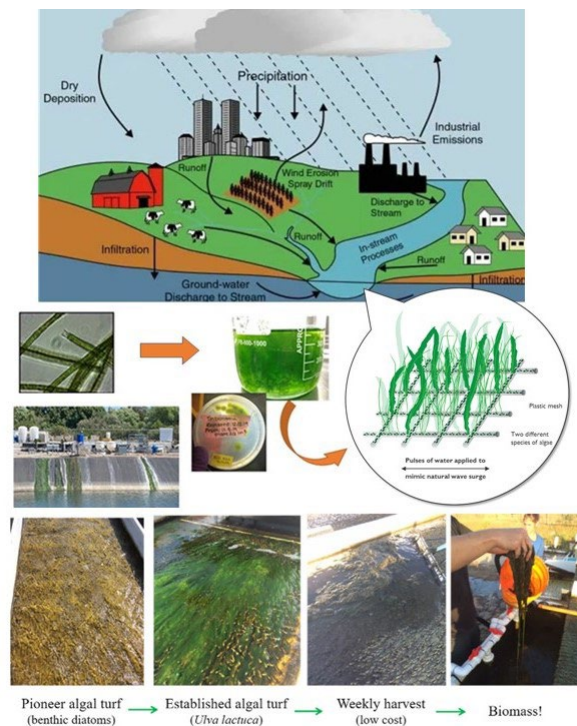 Dry
Deposition
Precipitation
Industrial
Emissions
Runoff
Wind Erosion
Spray Drift
Discharge to
Stream
Infiltration
Runoff
In-stream
Processes
Runoff
Infiltration
Ground-water
Discharge to Stream
Plastic mesh
Two different
species of algae
Pulses of water applied to
mimic natural wave surge
Pioneer algal turf
(benthic diatoms)
Established algal turf
(Ulva lactuca)
Weekly harvest
(low cost)
Biomass!